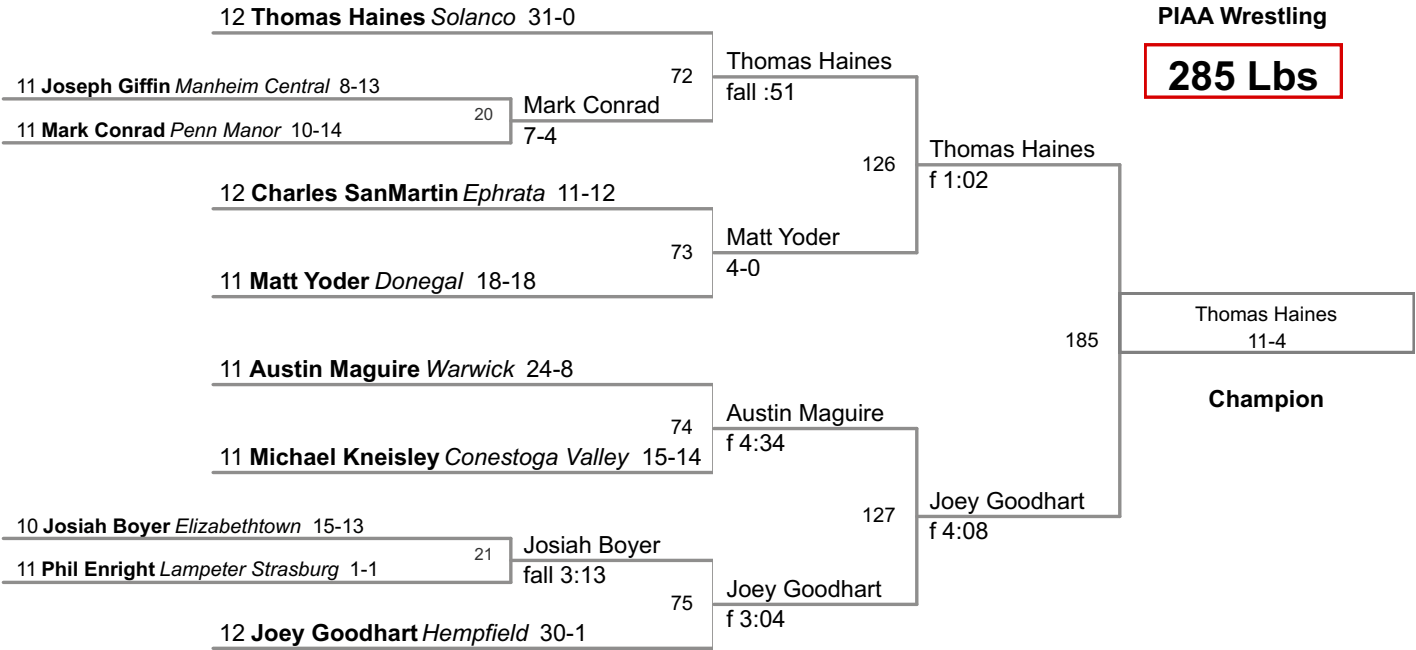 12 Thomas Haines Solanco 31-0
PIAA Wrestling
285 Lbs
72
Thomas Haines
fall :51
11 Joseph Giffin Manheim Central 8-13
20
Mark Conrad
7-4
11 Mark Conrad Penn Manor 10-14
126
Thomas Haines
f 1:02
12 Charles SanMartin Ephrata 11-12
73
Matt Yoder
4-0
11 Matt Yoder Donegal 18-18
185
Thomas Haines
11-4
Champion
11 Austin Maguire Warwick 24-8
74
Austin Maguire
f 4:34
11 Michael Kneisley Conestoga Valley 15-14
127
Joey Goodhart
f 4:08
10 Josiah Boyer Elizabethtown 15-13
21
Josiah Boyer
fall 3:13
11 Phil Enright Lampeter Strasburg 1-1
75
Joey Goodhart
f 3:04
12 Joey Goodhart Hempfield 30-1